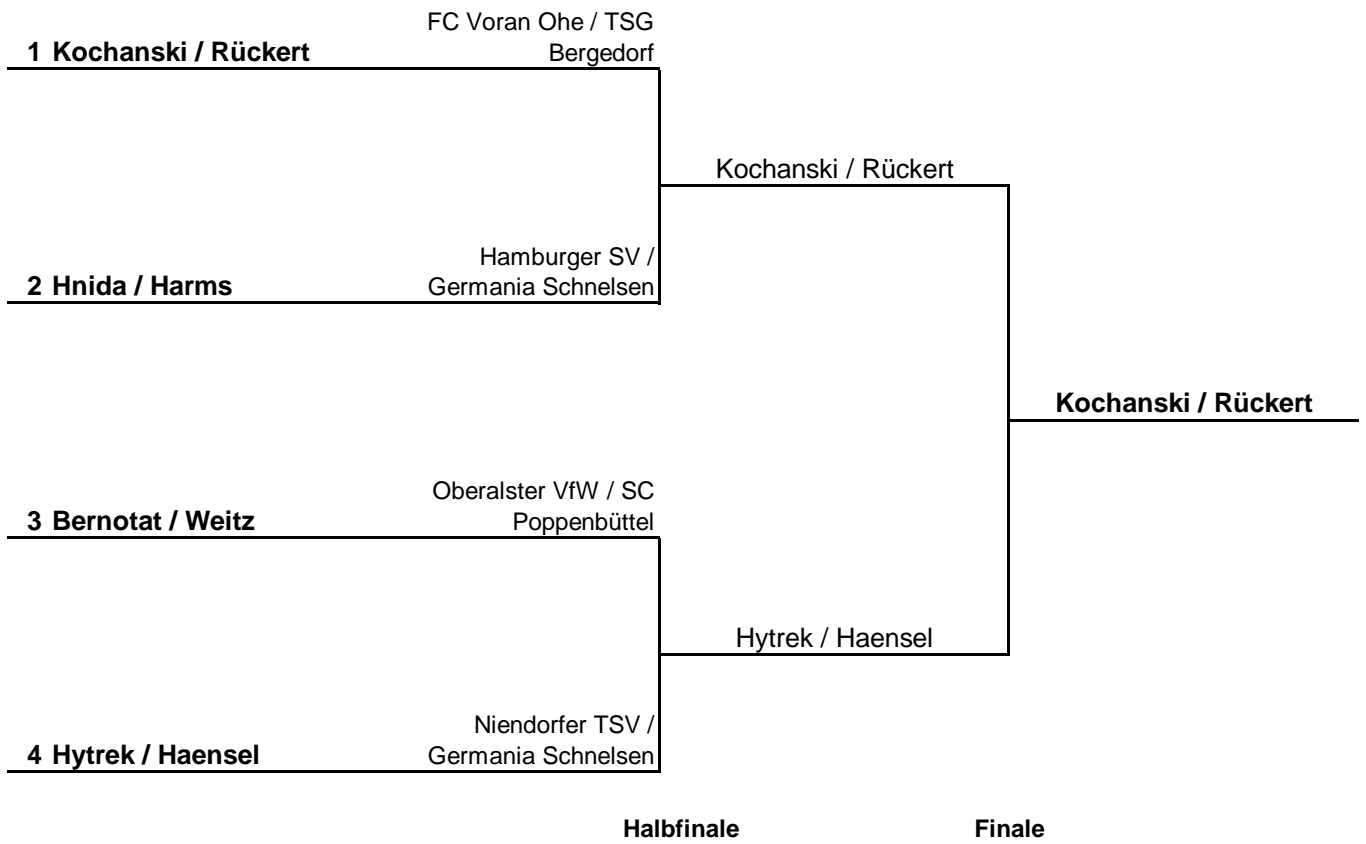 FC Voran Ohe / TSG
1 Kochanski / Rückert Bergedorf
Kochanski / Rückert
Hamburger SV /
2 Hnida / Harms Germania Schnelsen
Kochanski / Rückert
Oberalster VfW / SC
3 Bernotat / Weitz Poppenbüttel
Hytrek / Haensel
Niendorfer TSV /
4 Hytrek / Haensel Germania Schnelsen
Halbfinale Finale